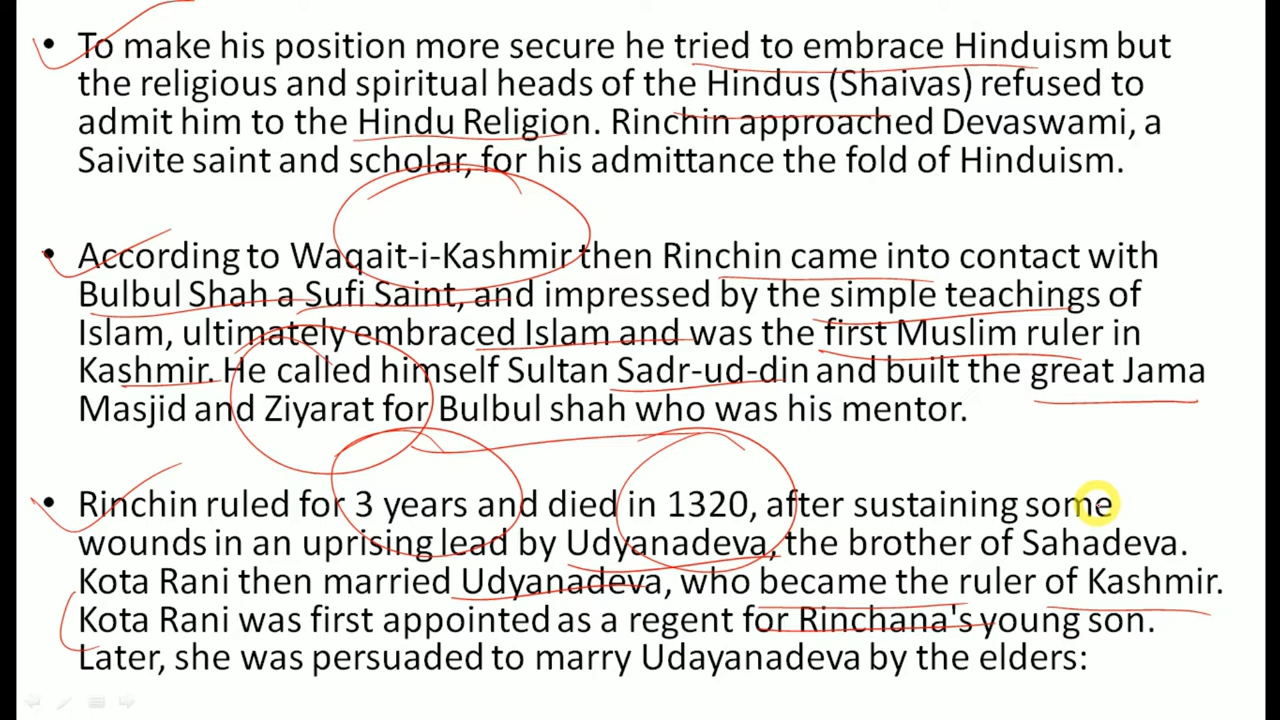 • To make his position more secure he tried to embrace Hinduism but
the religious and spiritual heads of the Hindus (Shaivas) refused to
admit him to the Hindu Religion. Rinchin approached Devaswami, a
Saivite saint and scholar, for his admittance the fold of Hinduism.
• According to Waqait-i-Kashmir then Rinchin came into contact with
Bulbul Shah a Sufi Saint, and impressed by the simple teachings of
Islam, ultimately embraced Islam and was the first Muslim ruler in
Kashmir. He called himself Sultan Sadr-ud-din and built the great Jama
Masjid and Ziyarat for Bulbul shah who was his mentor.
• Rinchin ruled for 3 years and died in 1320, after sustaining some
wounds in an uprising lead by Udyanadeva, the brother of Sahadeva.
Kota Rani then married Udyanadeva, who became the ruler of Kashmir.
Kota Rani was first appointed as a regent for Rinchana's young son.
Later, she was persuaded to marry Udayanadeva by the elders: